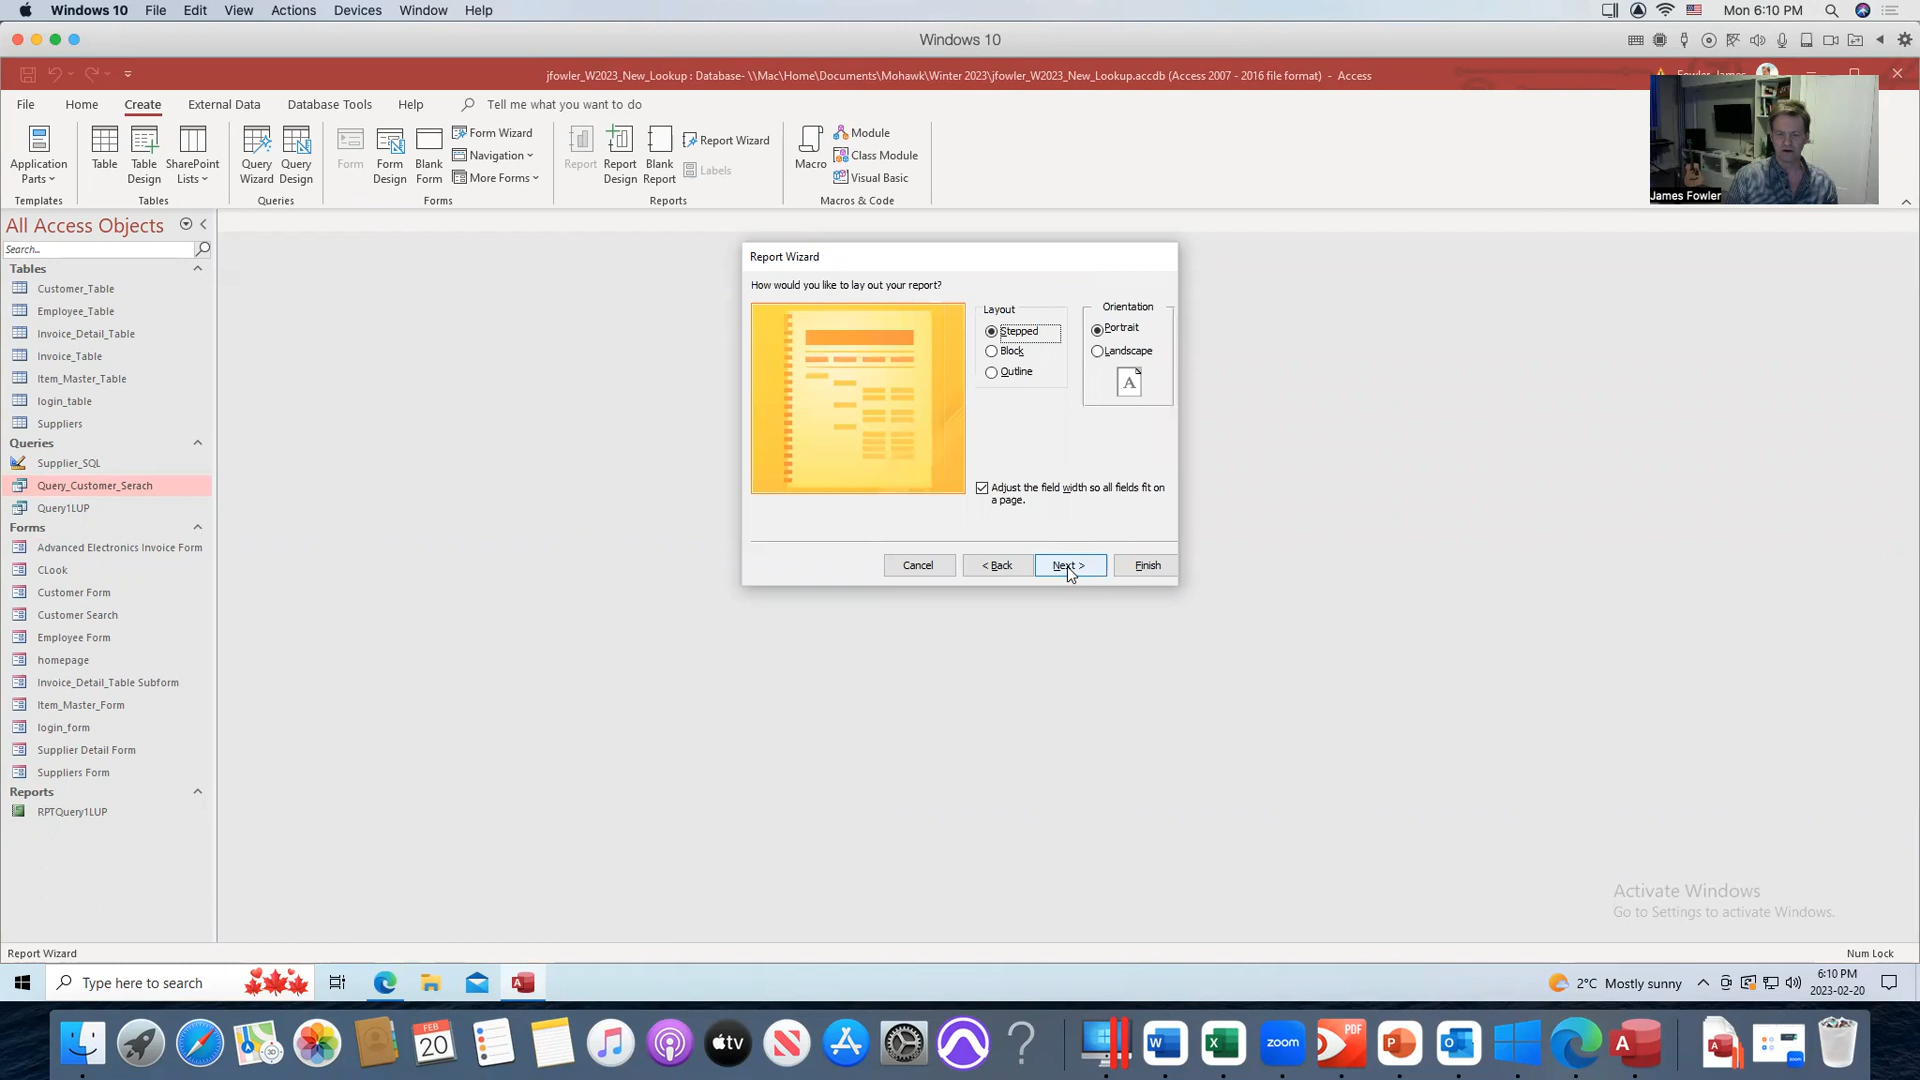 Windows 10 File Edit View Actions Devices Window Help Mon 6:10 PM
Windows 10
jfowler_W2023_New_Lookup : Database- \\Mac\Home\Documents\Mohawk\Winter 2023\jfowler_W2023_New_Lookup.accdb (Access 2007 - 2016 file format) - Access
File Home Create External Data Database Tools Help Tell me what you want to do
Application Parts
Table
Table Design
SharePoint Lists
Query Wizard
Query Design
Form
Form Design
Blank Form
Form Wizard
Navigation
More Forms
Report
Report Design
Blank Report
Report Wizard
Labels
Macro
Module
Class Module
Visual Basic
Templates Tables Queries Forms Reports Macros & Code
James Fowler
All Access Objects
Search...
Tables
Customer_Table
Employee_Table
Invoice_Detail_Table
Invoice_Table
Item_Master_Table
login_table
Suppliers
Queries
Supplier_SQL
Query_Customer_Serach
Query1LUP
Forms
Advanced Electronics Invoice Form
CLook
Customer Form
Customer Search
Employee Form
homepage
Invoice_Detail_Table Subform
Item_Master_Form
login_form
Supplier Detail Form
Suppliers Form
Reports
RPTQuery1LUP
Report Wizard
How would you like to lay out your report?
Layout
Stepped
Block
Outline
Orientation
Portrait
Landscape
A
Adjust the field width so all fields fit on
a page.
Cancel < Back Next > Finish
Activate Windows
Go to Settings to activate Windows.
Report Wizard Num Lock
Type here to search
2°C Mostly sunny
6:10 PM
2023-02-20
FEB
20
tv
zoom
PDF